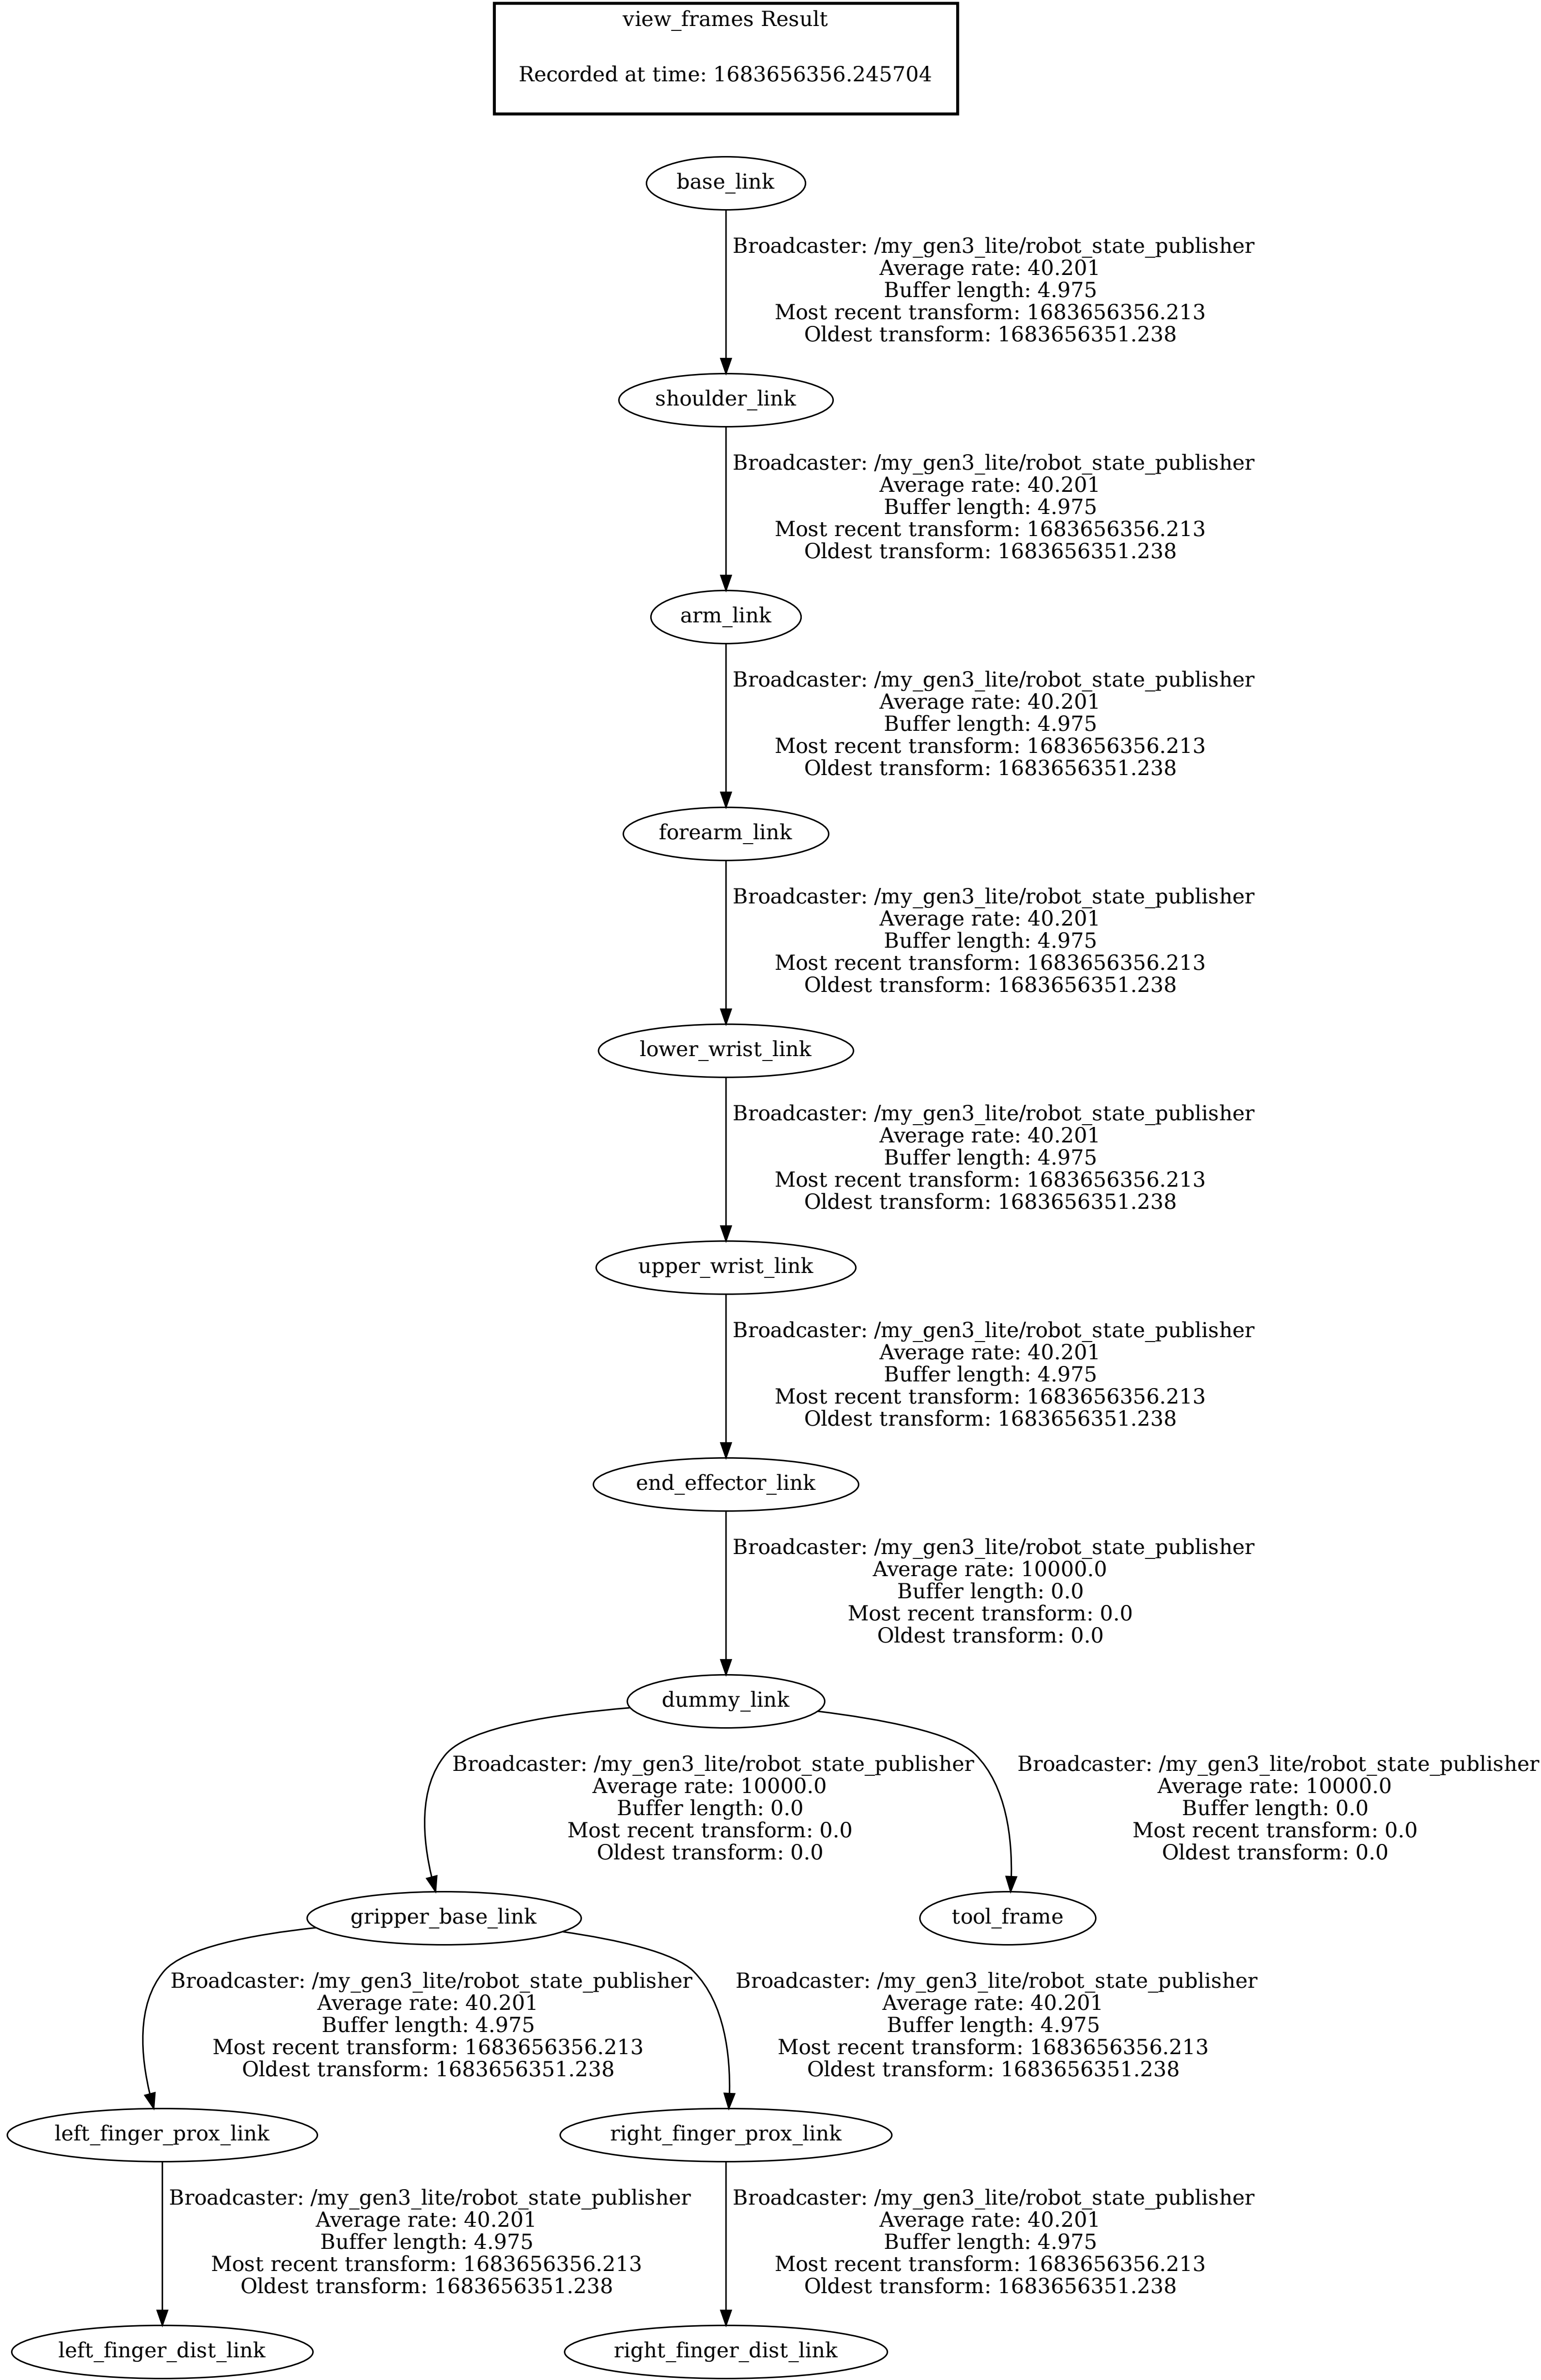 view_frames Result
Recorded at time: 1683656356.245704
base_link
Broadcaster: /my_gen3_lite/robot_state_publisher
Average rate: 40.201
Buffer length: 4.975
Most recent transform: 1683656356.213
Oldest transform: 1683656351.238
shoulder_link
Broadcaster: /my_gen3_lite/robot_state_publisher
Average rate: 40.201
Buffer length: 4.975
Most recent transform: 1683656356.213
Oldest transform: 1683656351.238
arm_link
Broadcaster: /my_gen3_lite/robot_state_publisher
Average rate: 40.201
Buffer length: 4.975
Most recent transform: 1683656356.213
Oldest transform: 1683656351.238
forearm_link
Broadcaster: /my_gen3_lite/robot_state_publisher
Average rate: 40.201
Buffer length: 4.975
Most recent transform: 1683656356.213
Oldest transform: 1683656351.238
lower_wrist_link
Broadcaster: /my_gen3_lite/robot_state_publisher
Average rate: 40.201
Buffer length: 4.975
Most recent transform: 1683656356.213
Oldest transform: 1683656351.238
upper_wrist_link
Broadcaster: /my_gen3_lite/robot_state_publisher
Average rate: 40.201
Buffer length: 4.975
Most recent transform: 1683656356.213
Oldest transform: 1683656351.238
end_effector_link
Broadcaster: /my_gen3_lite/robot_state_publisher
Average rate: 10000.0
Buffer length: 0.0
Most recent transform: 0.0
Oldest transform: 0.0
dummy_link
Broadcaster: /my_gen3_lite/robot_state_publisher
Average rate: 10000.0
Buffer length: 0.0
Most recent transform: 0.0
Oldest transform: 0.0
Broadcaster: /my_gen3_lite/robot_state_publisher
Average rate: 10000.0
Buffer length: 0.0
Most recent transform: 0.0
Oldest transform: 0.0
gripper_base_link
tool_frame
Broadcaster: /my_gen3_lite/robot_state_publisher
Average rate: 40.201
Buffer length: 4.975
Most recent transform: 1683656356.213
Oldest transform: 1683656351.238
Broadcaster: /my_gen3_lite/robot_state_publisher
Average rate: 40.201
Buffer length: 4.975
Most recent transform: 1683656356.213
Oldest transform: 1683656351.238
left_finger_prox_link
right_finger_prox_link
Broadcaster: /my_gen3_lite/robot_state_publisher
Average rate: 40.201
Buffer length: 4.975
Most recent transform: 1683656356.213
Oldest transform: 1683656351.238
Broadcaster: /my_gen3_lite/robot_state_publisher
Average rate: 40.201
Buffer length: 4.975
Most recent transform: 1683656356.213
Oldest transform: 1683656351.238
left_finger_dist_link
right_finger_dist_link